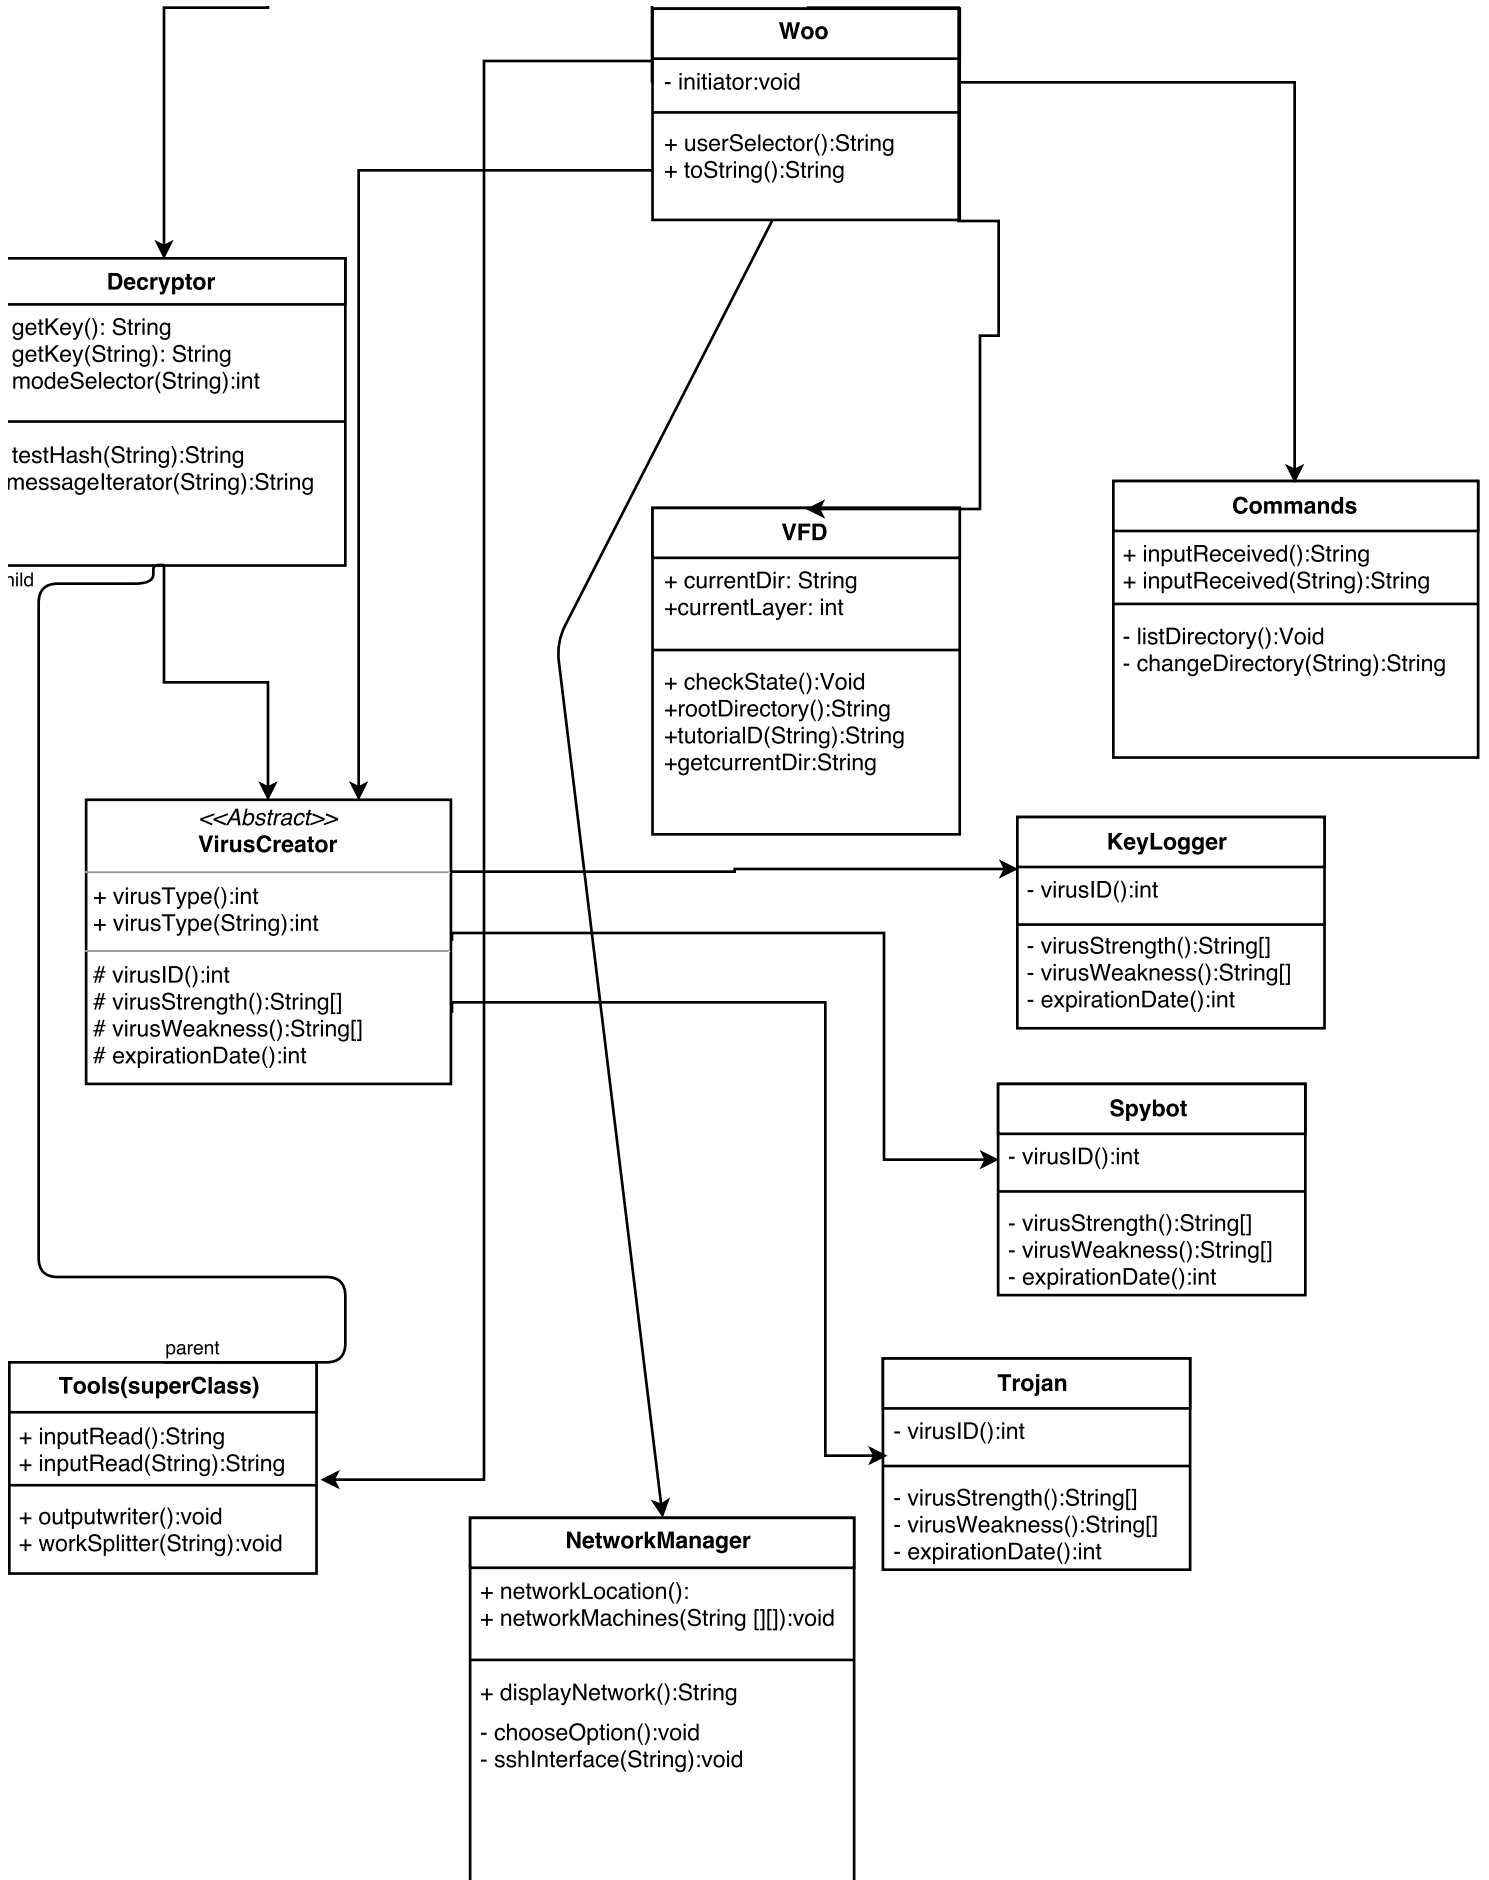 Woo
- initiator:void
+ userSelector():String
+ toString():String
Decryptor
getKey(): String
getKey(String): String
modeSelector(String):int
testHash(String):String
messageIterator(String):String
VFD
+ currentDir: String
+currentLayer: int
+ checkState():Void
+rootDirectory():String
+tutorialD(String):String
+getcurrentDir:String
Commands
+ inputReceived():String
+ inputReceived(String):String
- listDirectory():Void
- changeDirectory(String):String
<<Abstract>>
VirusCreator
+ virusType():int
+ virusType(String):int
# virusID():int
# virusStrength():String[]
# virusWeakness():String[]
# expirationDate():int
KeyLogger
- virusID():int
- virusStrength():String[]
- virusWeakness():String[]
- expirationDate():int
Spybot
- virusID():int
- virusStrength():String[]
- virusWeakness():String[]
- expirationDate():int
parent
Tools(superClass)
+ inputRead():String
+ inputRead(String):String
+ outputwriter():void
+ workSplitter(String):void
Trojan
- virusID():int
- virusStrength():String[]
- virusWeakness():String[]
- expirationDate():int
NetworkManager
+ networkLocation():
+ networkMachines(String [][]):void
+ displayNetwork():String
- chooseOption():void
- sshInterface(String):void